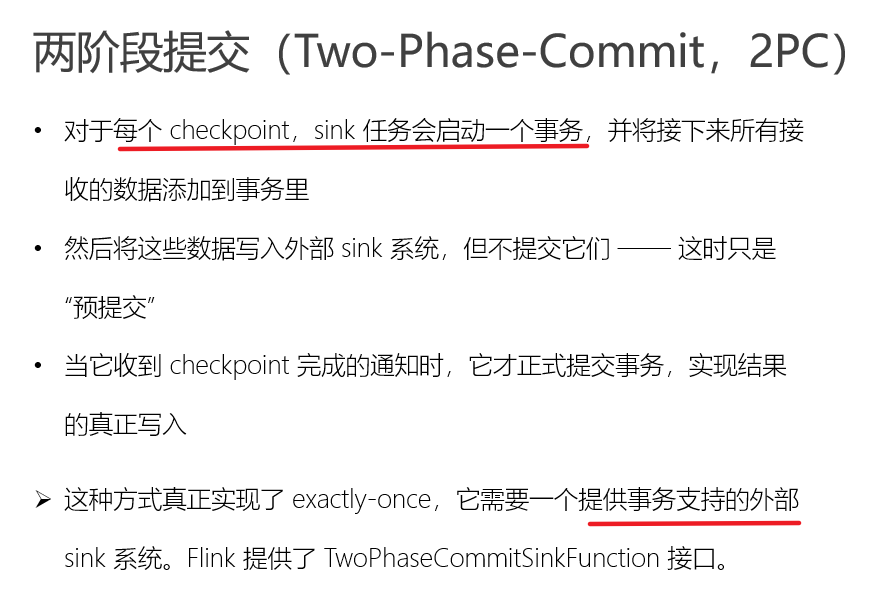 两阶段提交（Two-Phase-Commit，2PC）
• 对于每个 checkpoint，sink 任务会启动一个事务，并将接下来所有接
收的数据添加到事务里
• 然后将这些数据写入外部 sink 系统，但不提交它们 —— 这时只是
“预提交”
• 当它收到 checkpoint 完成的通知时，它才正式提交事务，实现结果
的真正写入
➢ 这种方式真正实现了 exactly-once，它需要一个提供事务支持的外部
sink 系统。Flink 提供了 TwoPhaseCommitSinkFunction 接口。